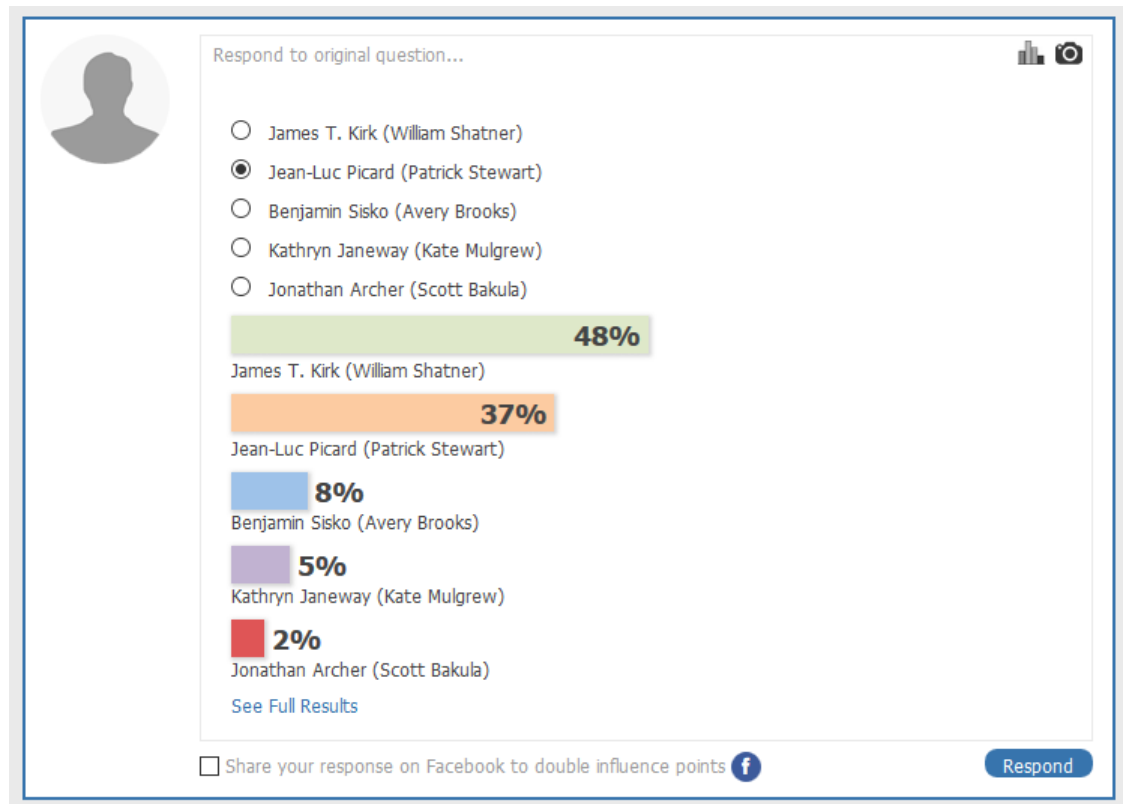 Respond to original question...
James T. Kirk (William Shatner)
Jean-Luc Picard (Patrick Stewart)
Benjamin Sisko (Avery Brooks)
Kathryn Janeway (Kate Mulgrew)
Jonathan Archer (Scott Bakula)
48%
James T. Kirk (William Shatner)
37%
Jean-Luc Picard (Patrick Stewart)
8%
Benjamin Sisko (Avery Brooks)
5%
Kathryn Janeway (Kate Mulgrew)
2%
Jonathan Archer (Scott Bakula)
See Full Results
Share your response on Facebook to double influence points f
Respond